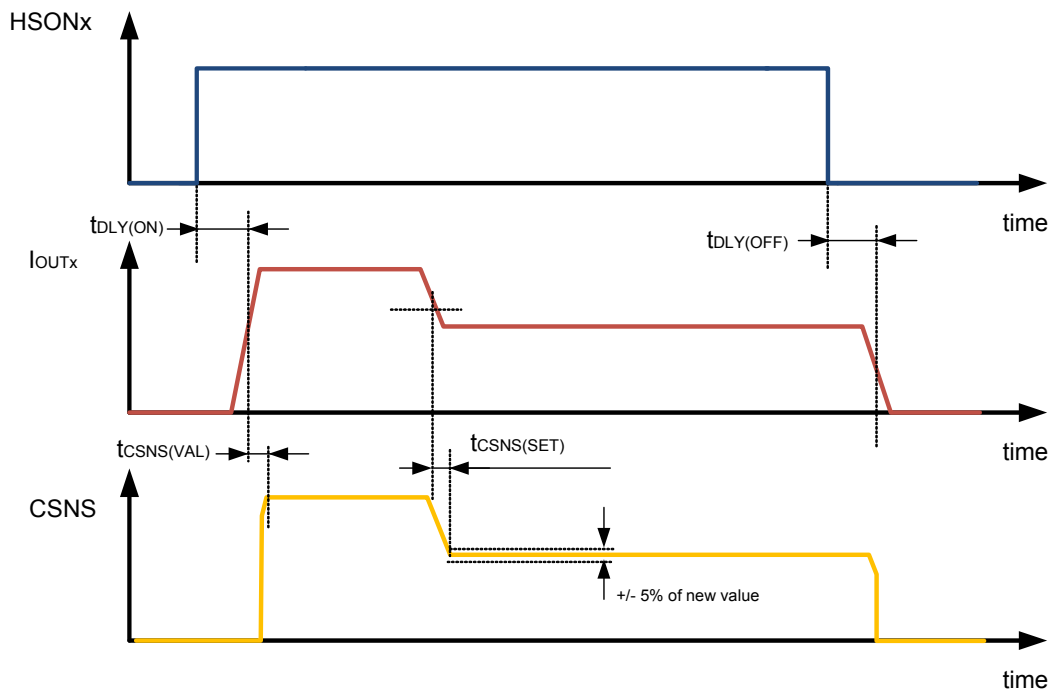 HSONx
time
tDLY(ON)
tDLY(OFF)
IOUTx
time
tCSNS(VAL)
tCSNS(SET)
CSNS
+/- 5% of new value
time